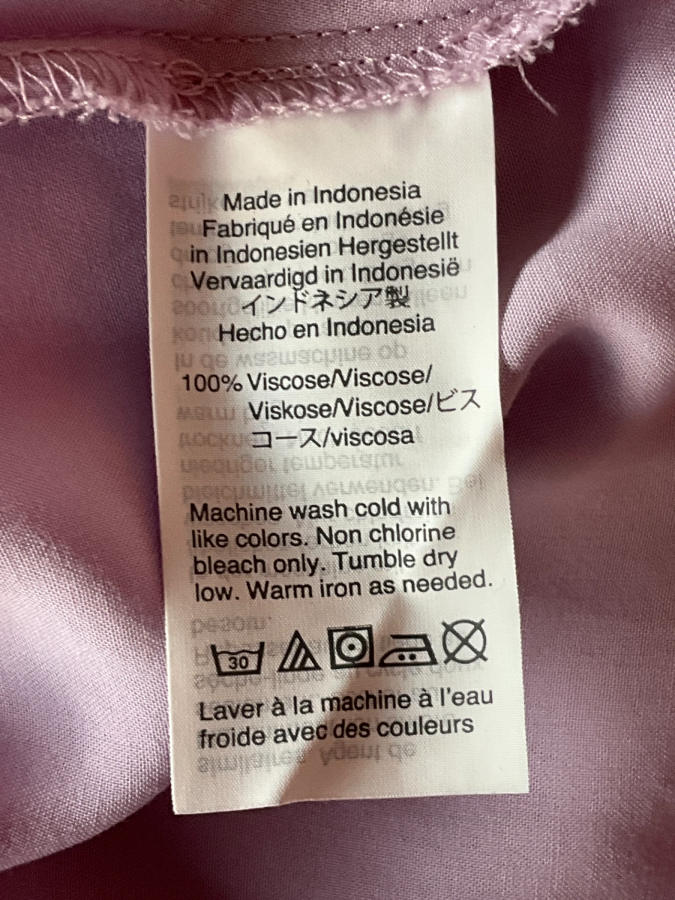 Made in Indonesia
Fabriqué en Indonésie
in Indonesien Hergestellt
Vervaardigd in Indonesië
インドネシア製
Hecho en Indonesia
100% Viscose/Viscose/
Viskose/Viscose/ビス
コース/viscosa
Machine wash cold with
like colors. Non chlorine
bleach only. Tumble dry
low. Warm iron as needed.
30
Laver à la machine à l'eau
froide avec des couleurs